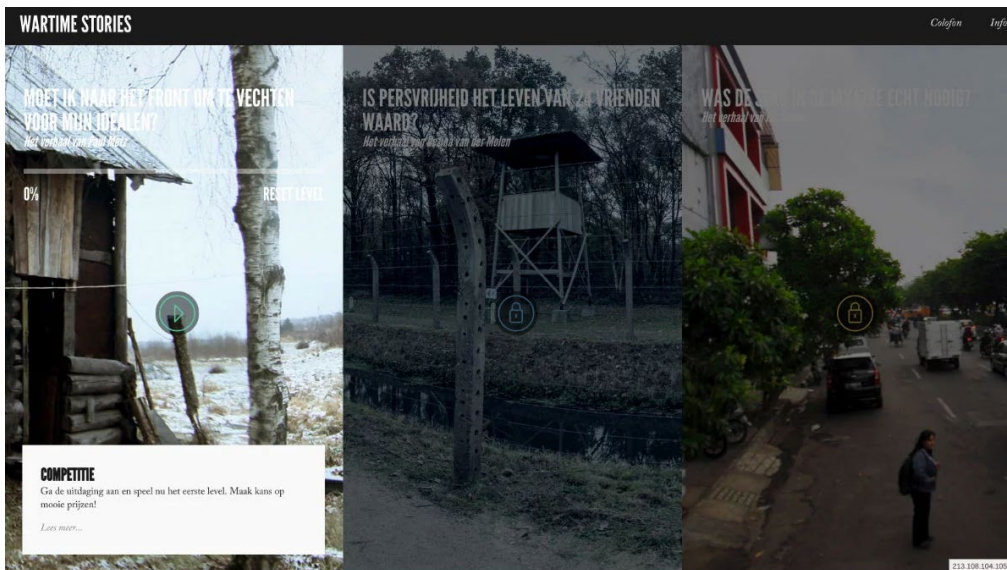 WARTIME STORIES
Colofon
Info
MOET IK NAAR HET FRONT OM TE VECHTEN
VOOR MIJN IDEALEN?
Het verhaal van
0%
RESET LEVEL
COMPETITIE
Ga de uitdaging aan en speel nu het eerste level. Maak kans op
mooie prijzen!
Lees meer...
IS PERSVRIJHEID HET LEVEN VAN 24 VRIENDEN
WAARD?
Het verhaal van van der Molen
WAS DE ECHT NODIG?
Het verhaal van
213.108.104.105